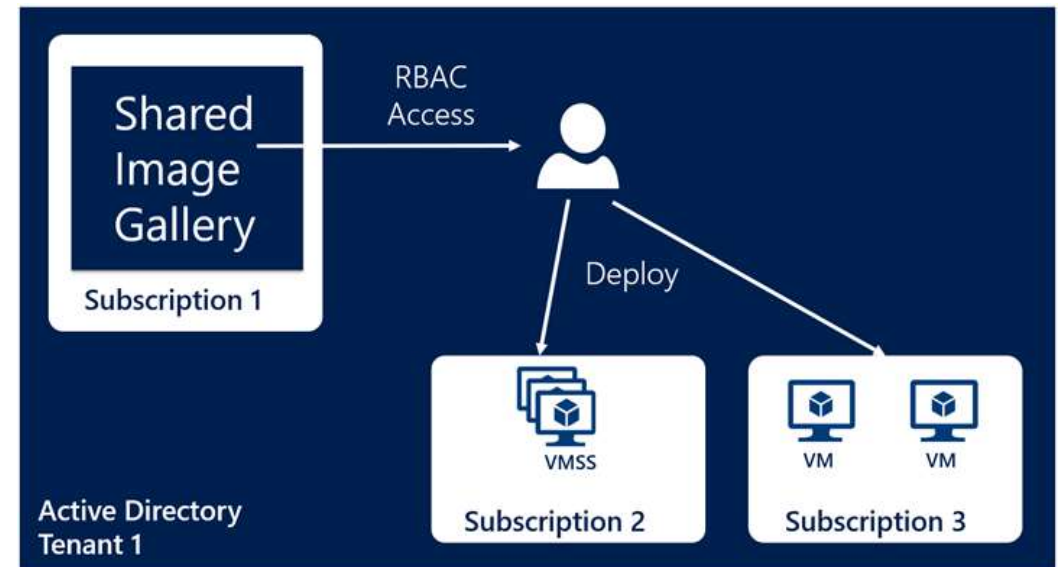 Shared
Image
Gallery
Subscription 1
RBAC
Access
Deploy
VMSS
Subscription 2
VM VM
Subscription 3
Active Directory
Tenant 1